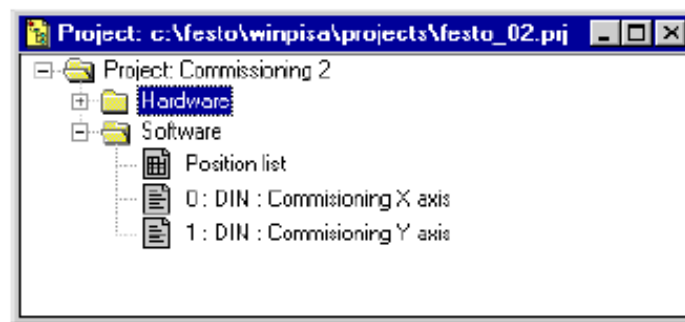 Project: c:\festo\winpisa\projects\festo_02.prj
Project: Commissioning 2
Hardware
Software
Position list
0 : DIN : Commisioning X axis
1 : DIN : Commisioning Y axis